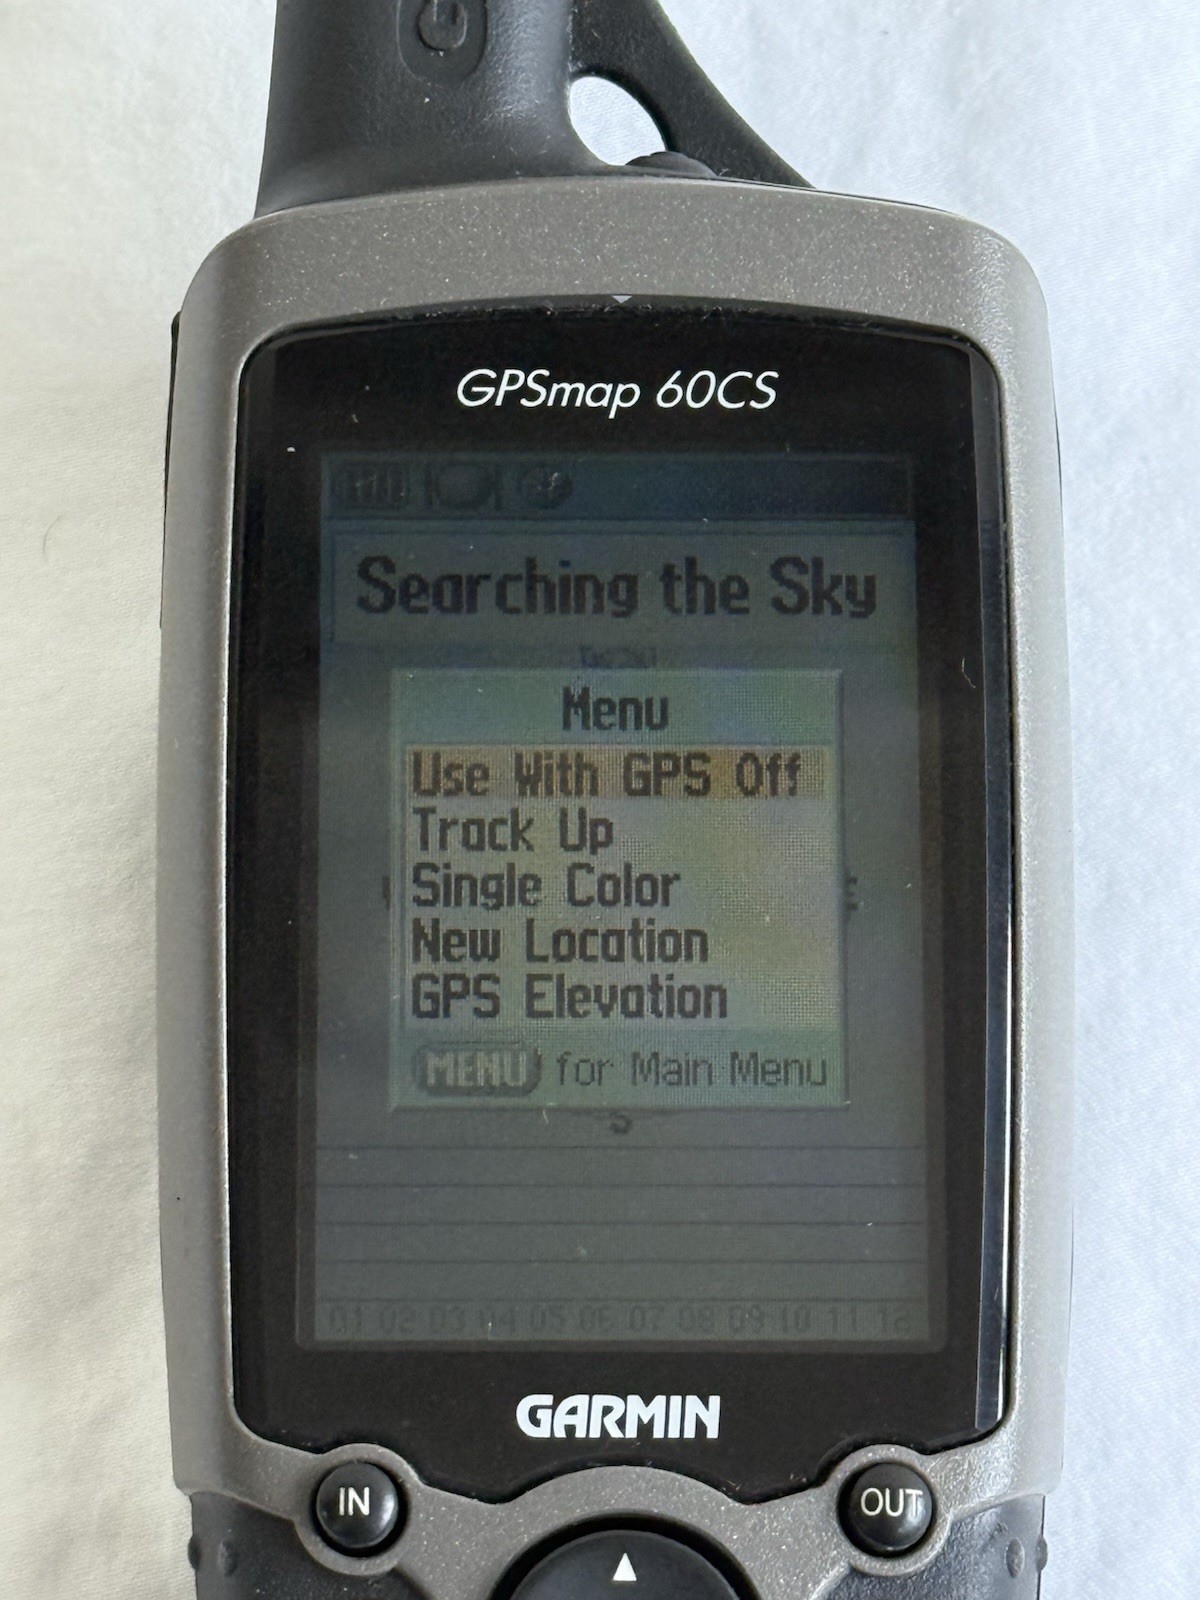 GPSmap 60CS
Searching the Sky
Menu
Use With GPS Off
Track Up
Single Color
New Location
GPS Elevation
MENU for Main Menu
S
01 02 03 04 05 06 07 08 09 10 11 12
GARMIN
IN
OUT